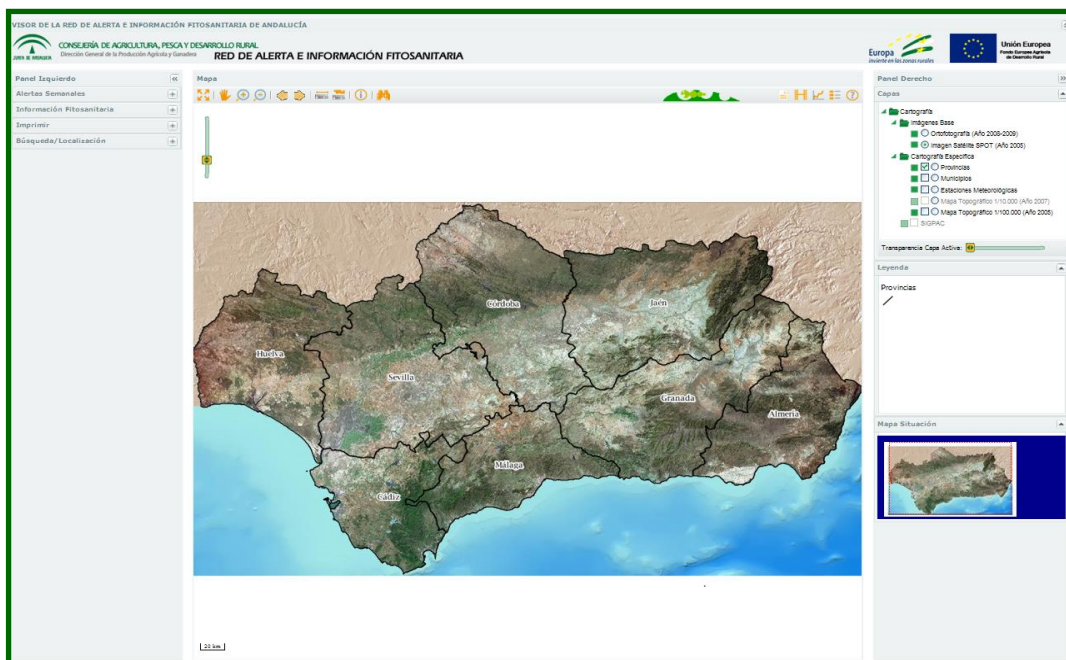 VISOR DE LA RED DE ALERTA E INFORMACIÓN FITOSANITARIA DE ANDALUCÍA
JUNTA DE ANDALUCIA
CONSEJERÍA DE AGRICULTURA, PESCA Y DESARROLLO RURAL
Dirección General de la Producción Agrícola y Ganadera
RED DE ALERTA E INFORMACIÓN FITOSANITARIA
Europa
invierte en las zonas rurales
Unión Europea
Fondo Europeo Agrícola
de Desarrollo Rural
Panel Izquierdo
Alertas Semanales
Información Fitosanitaria
Imprimir
Búsqueda/Localización
Mapa
Córdoba
Jaén
Huelva
Sevilla
Granada
Almería
Málaga
Cádiz
20 km
Panel Derecho
Capas
Cartografía
Imágenes Base
Ortofotografía (Año 2008-2009)
Imagen Satélite SPOT (Año 2005)
Cartografía Específica
Provincias
Municipios
Estaciones Meteorológicas
Mapa Topográfico 1/10.000 (Año 2007)
Mapa Topográfico 1/100.000 (Año 2005)
SIGPAC
Transparencia Capa Activa:
Leyenda
Provincias
Mapa Situación